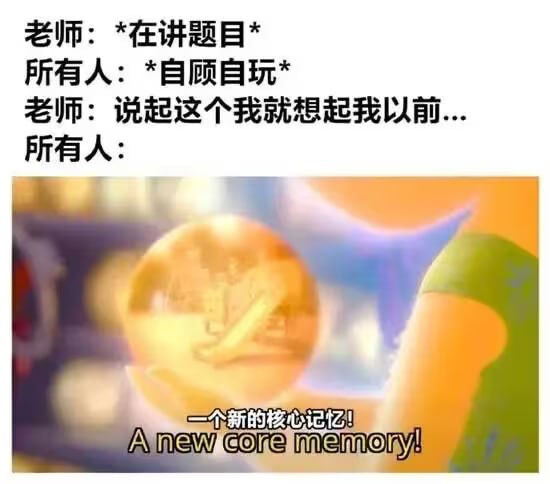 老师：*在讲题目*
所有人：*自顾自玩*
老师：说起这个我就想起我以前...
所有人：
一个新的核心记忆!
A new core memory!